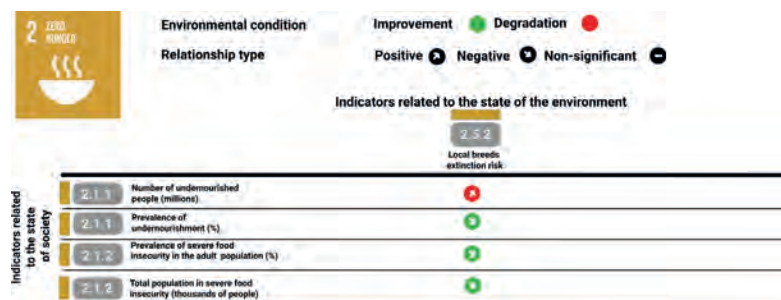 2 ZERO
HUNGER
Environmental condition
Improvement
Degradation
Relationship type
Positive
Negative
Non-significant
Indicators related to the state of the environment
2.5.2
Local breeds
extinction risk
Indicators related
to the state
of society
2.1.1
Number of undernourished
people (millions)
2.1.1
Prevalence of
undernourishment (%)
2.1.2
Prevalence of severe food
insecurity in the adult population (%)
2.1.2
Total population in severe food
insecurity (thousands of people)